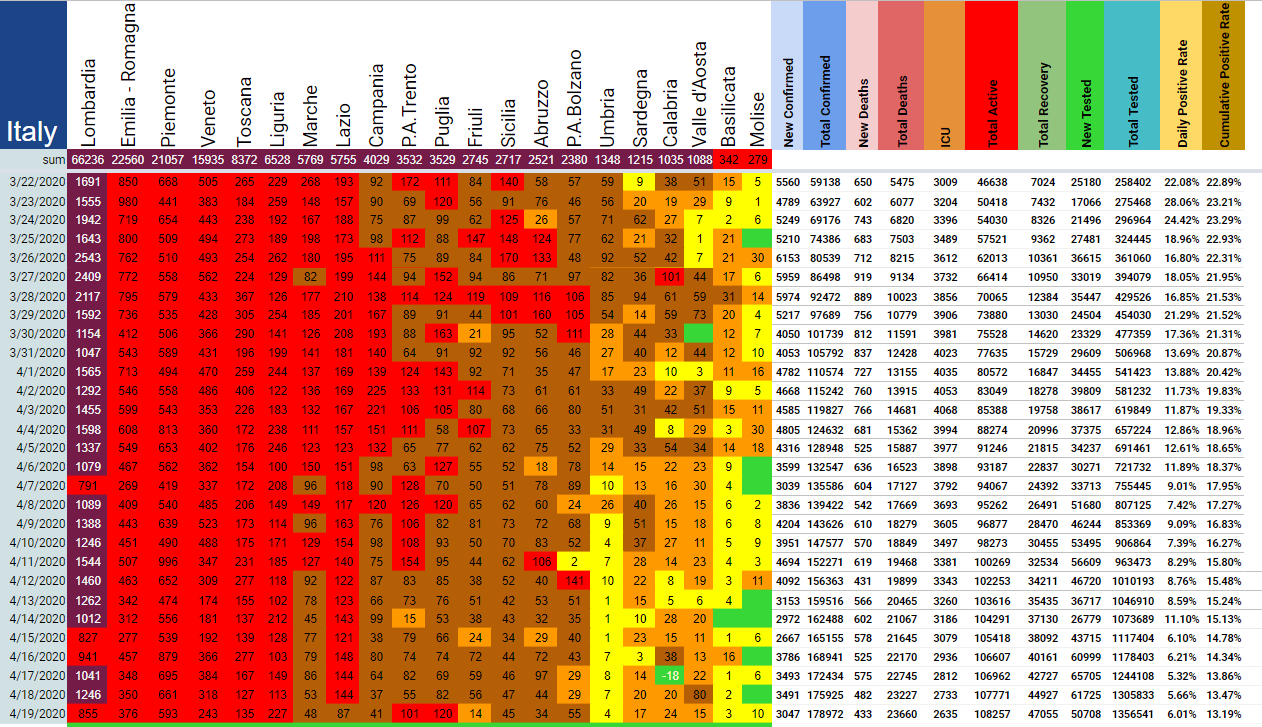 Italy Lombardia Emilia - Romagna Piemonte Veneto Toscana Liguria Marche Lazio Campania P.A.Trento Puglia Friuli Sicilia Abruzzo P.A.Bolzano Umbria Sardegna Calabria Valle d'Aosta Basilicata Molise New Confirmed Total Confirmed New Deaths Total Deaths ICU Total Active Total Recovery New Tested Total Tested Daily Positive Rate Cumulative Positive Rate
sum 66236 22560 21057 15935 8372 6528 5769 5755 4029 3532 3529 2745 2717 2521 2380 1348 1215 1035 1088 342 279
3/22/2020 1691 850 668 505 265 229 268 193 92 172 111 84 140 58 57 59 9 38 51 15 5 5560 59138 650 5475 3009 46638 7024 25180 258402 22.08% 22.89%
3/23/2020 1555 980 441 383 184 259 148 157 90 69 120 56 91 76 46 56 20 19 29 9 1 4789 63927 602 6077 3204 50418 7432 17066 275468 28.06% 23.21%
3/24/2020 1942 719 654 443 238 192 167 188 75 87 99 62 125 26 57 71 62 27 7 2 6 5249 69176 743 6820 3396 54030 8326 21496 296964 24.42% 23.29%
3/25/2020 1643 800 509 494 273 189 198 173 98 112 88 147 148 124 77 62 21 32 1 21 5210 74386 683 7503 3489 57521 9362 27481 324445 18.96% 22.93%
3/26/2020 2543 762 510 493 254 262 180 195 111 75 89 84 170 133 48 92 52 42 7 21 30 6153 80539 712 8215 3612 62013 10361 36615 361060 16.80% 22.31%
3/27/2020 2409 772 558 562 224 129 82 199 144 94 152 94 86 71 97 82 36 101 44 17 6 5959 86498 919 9134 3732 66414 10950 33019 394079 18.05% 21.95%
3/28/2020 2117 795 579 433 367 126 177 210 138 114 124 119 109 116 106 85 94 61 59 31 14 5974 92472 889 10023 3856 70065 12384 35447 429526 16.85% 21.53%
3/29/2020 1592 736 535 428 305 254 185 201 167 89 91 44 101 160 105 54 14 59 73 20 4 5217 97689 756 10779 3906 73880 13030 24504 454030 21.29% 21.52%
3/30/2020 1154 412 506 366 290 141 126 208 193 88 163 21 95 52 111 28 44 33 12 7 4050 101739 812 11591 3981 75528 14620 23329 477359 17.36% 21.31%
3/31/2020 1047 543 589 431 196 199 141 181 140 64 91 92 92 56 46 27 40 12 44 12 10 4053 105792 837 12428 4023 77635 15729 29609 506968 13.69% 20.87%
4/1/2020 1565 713 494 470 259 244 137 169 139 124 143 92 71 35 47 17 23 10 3 11 16 4782 110574 727 13155 4035 80572 16847 34455 541423 13.88% 20.42%
4/2/2020 1292 546 558 486 406 122 136 169 225 133 131 114 73 61 61 33 49 22 37 9 5 4668 115242 760 13915 4053 83049 18278 39809 581232 11.73% 19.83%
4/3/2020 1455 599 543 353 226 183 132 157 221 106 105 80 68 66 80 51 31 42 51 15 11 4585 119827 766 14681 4068 85388 19758 38617 619849 11.87% 19.33%
4/4/2020 1598 608 813 360 172 238 111 157 151 111 58 107 73 65 33 31 49 8 29 3 30 4805 124632 681 15362 3994 88274 20996 37375 657224 12.86% 18.96%
4/5/2020 1337 549 653 402 176 246 123 123 132 65 77 62 62 75 52 29 33 54 34 14 18 4316 128948 525 15887 3977 91246 21815 34237 691461 12.61% 18.65%
4/6/2020 1079 467 562 362 154 100 150 151 98 63 127 55 52 18 78 14 15 22 23 9 3599 132547 636 16523 3898 93187 22837 30271 721732 11.89% 18.37%
4/7/2020 791 269 419 337 172 208 96 118 90 128 70 50 51 78 89 10 13 16 30 4 3039 135586 604 17127 3792 94067 24392 33713 755445 9.01% 17.95%
4/8/2020 1089 409 540 485 206 149 149 117 120 126 120 65 62 60 24 26 40 26 15 6 2 3836 139422 542 17669 3693 95262 26491 51680 807125 7.42% 17.27%
4/9/2020 1388 443 639 523 173 114 96 163 76 106 82 81 73 72 68 9 51 15 18 6 8 4204 143626 610 18279 3605 96877 28470 46244 853369 9.09% 16.83%
4/10/2020 1246 451 490 488 175 171 129 154 98 108 93 50 70 83 52 4 37 27 11 5 9 3951 147577 570 18849 3497 98273 30455 53495 906864 7.39% 16.27%
4/11/2020 1544 507 996 347 231 185 127 140 75 154 95 44 62 106 2 7 28 14 23 4 3 4694 152271 619 19468 3381 100269 32534 56609 963473 8.29% 15.80%
4/12/2020 1460 463 652 309 277 118 92 122 87 83 85 38 52 40 141 10 22 8 19 3 11 4092 156363 431 19899 3343 102253 34211 46720 1010193 8.76% 15.48%
4/13/2020 1262 342 474 174 155 102 78 123 66 73 76 51 42 53 51 1 15 5 6 4 3153 159516 566 20465 3260 103616 35435 36717 1046910 8.59% 15.24%
4/14/2020 1012 312 556 181 137 212 45 143 99 15 53 38 43 32 35 1 10 28 20 2972 162488 602 21067 3186 104291 37130 26779 1073689 11.10% 15.13%
4/15/2020 827 277 539 192 139 128 77 121 38 79 66 24 34 29 40 1 23 15 11 1 6 2667 165155 578 21645 3079 105418 38092 43715 1117404 6.10% 14.78%
4/16/2020 941 457 879 366 277 103 79 148 80 74 74 72 44 72 43 7 3 38 13 16 3786 168941 525 22170 2936 106607 40161 60999 1178403 6.21% 14.34%
4/17/2020 1041 348 695 384 167 149 86 144 64 82 69 59 46 97 29 8 14 -18 22 1 6 3493 172434 575 22745 2812 106962 42727 65705 1244108 5.32% 13.86%
4/18/2020 1246 350 661 318 127 113 53 144 37 55 82 56 47 44 29 7 20 20 80 2 3491 175925 482 23227 2733 107771 44927 61725 1305833 5.66% 13.47%
4/19/2020 855 376 593 243 135 227 48 87 41 101 120 14 45 34 55 4 17 24 15 3 10 3047 178972 433 23660 2635 108257 47055 50708 1356541 6.01% 13.19%